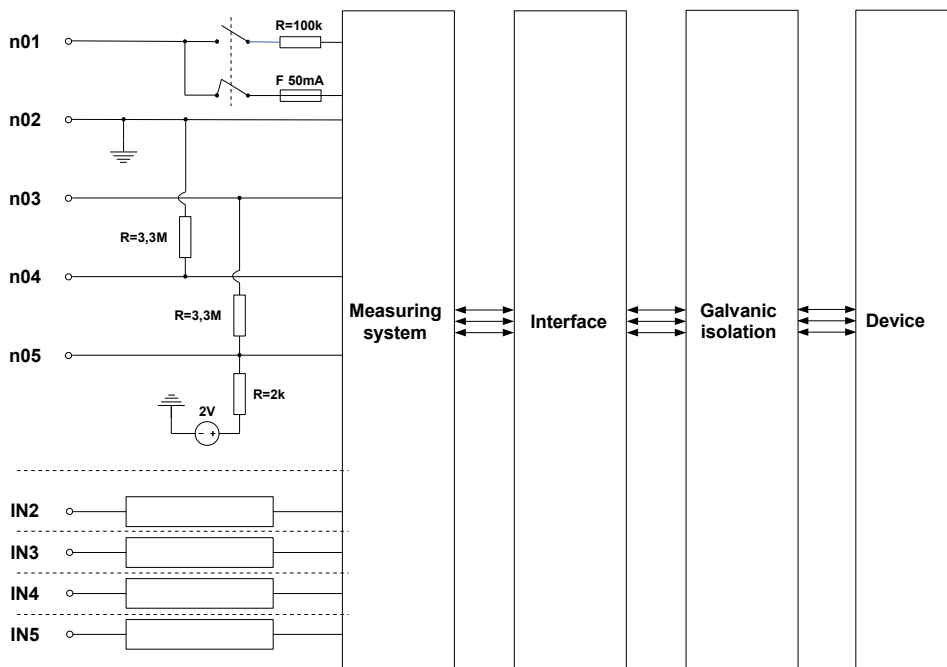 n01
R=100k
F 50mA
n02
n03
R=3,3M
n04
R=3,3M
n05
R=2k
2V
- +
Measuring
system
Interface
Galvanic
isolation
Device
IN2
IN3
IN4
IN5